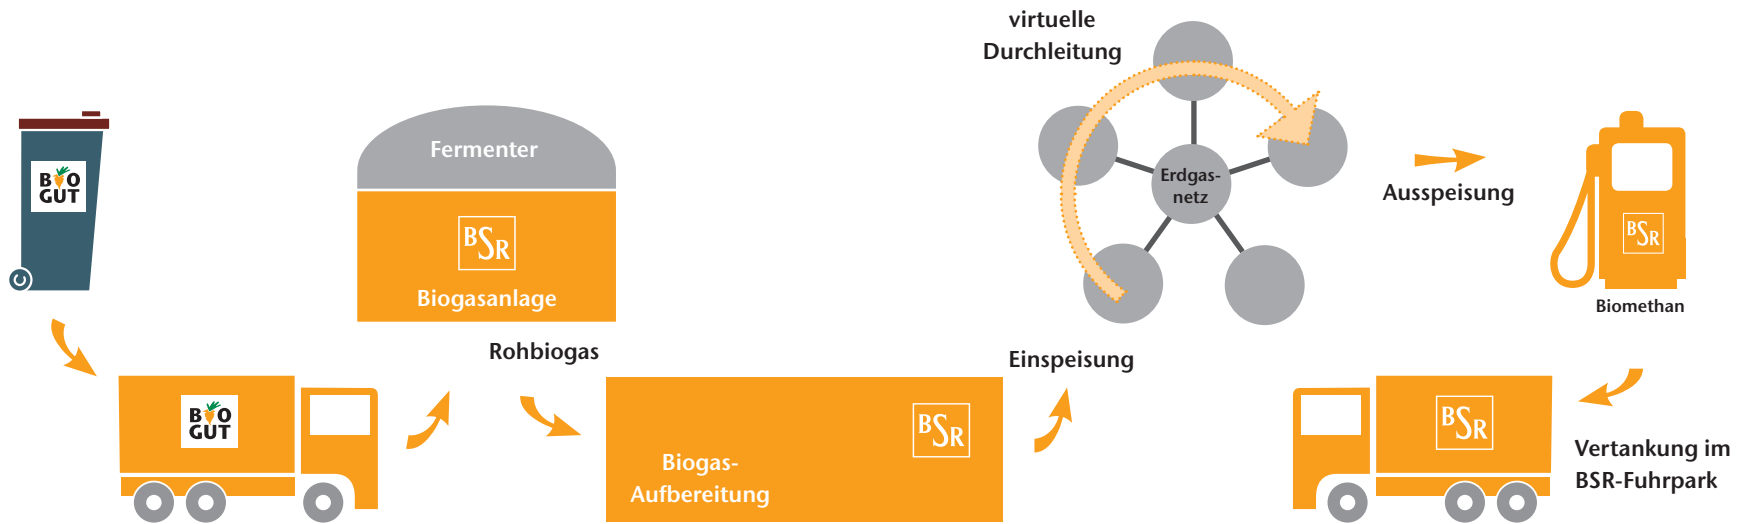 BIO
GUT
BIO
GUT
Fermenter
BSR
Biogasanlage
Rohbiogas
Biogas-
Aufbereitung
BSR
Einspeisung
virtuelle
Durchleitung
Erdgas-
netz
Ausspeisung
BSR
Biomethan
BSR
Vertankung im
BSR-Fuhrpark